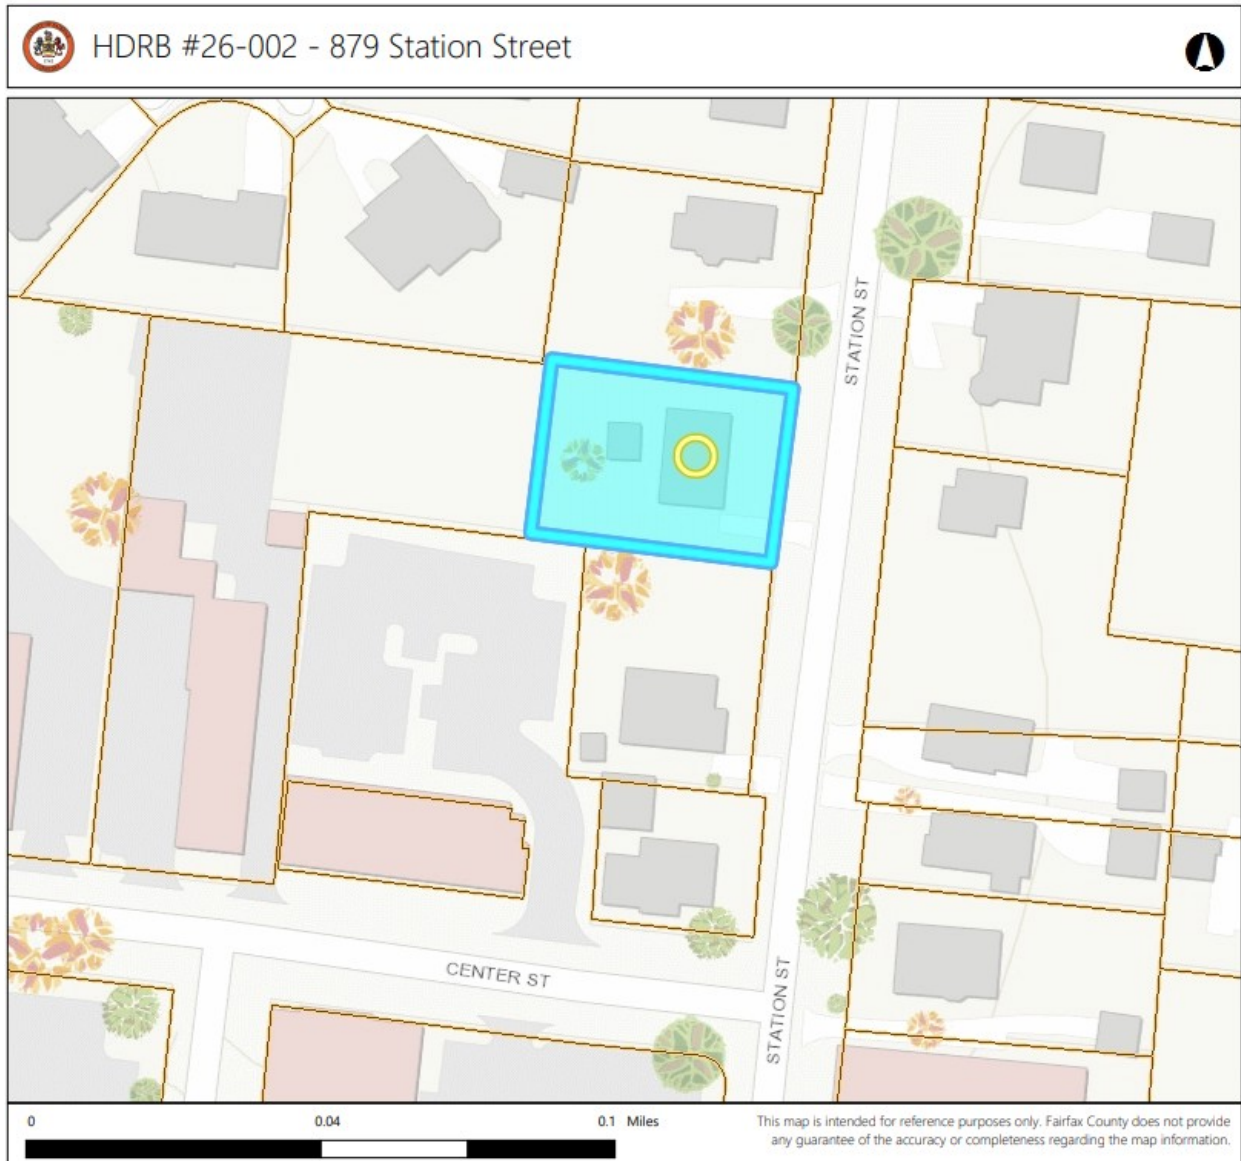 HDRB #26-002 - 879 Station Street
STATION ST
CENTER ST
STATION ST
0 0.04 0.1 Miles
This map is intended for reference purposes only. Fairfax County does not provide
any guarantee of the accuracy or completeness regarding the map information.